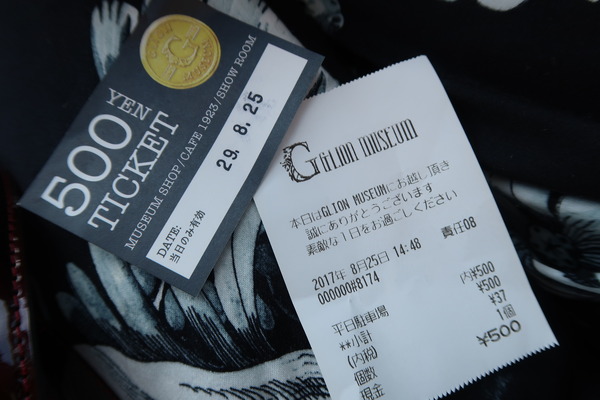 500
YEN
TICKET
MUSEUM SHOP/CAFE 1923/SHOW ROOM
DATE:
当日のみ有効
29. 8. 25
GLION MUSEUM
本日はGLION MUSEUMにお越し頂き
誠にありがとうございます
素敵な1日をお過ごしください
2017年 8月25日 14:48 責任08
000000#8174
平日駐車場 内¥500
**小計 ¥500
(内税) ¥37
個数 1個
現金 ¥500